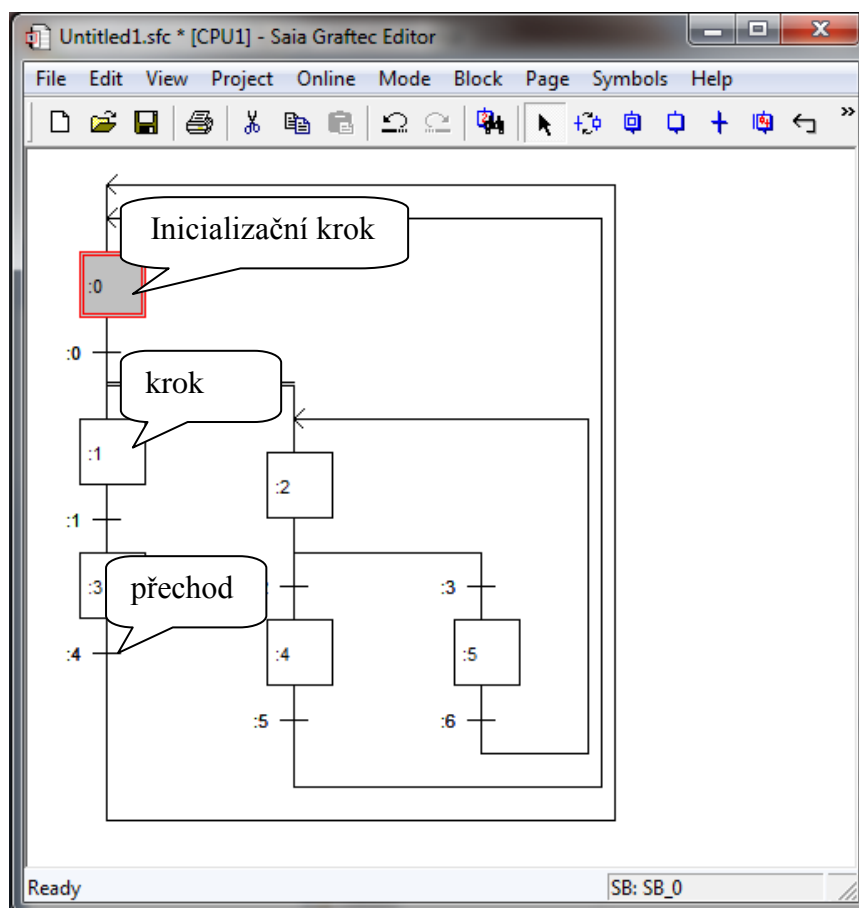 Untitled1.sfc * [CPU1] - Saia Graftec Editor
File Edit View Project Online Mode Block Page Symbols Help
Inicializační krok
:0
:0
krok
:1
:2
:1
:3
přechod
:3
:4
:4
:5
:5
:6
Ready
SB: SB_0